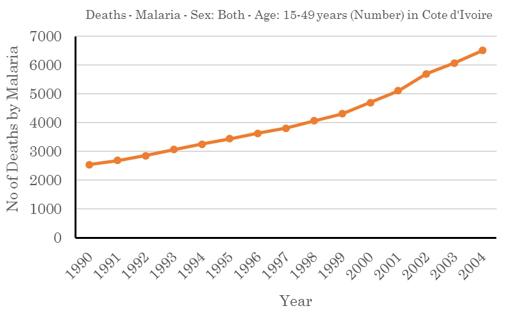 Deaths - Malaria - Sex: Both - Age: 15-49 years (Number) in Cote d'Ivoire
No of Deaths by Malaria
7000
6000
5000
4000
3000
2000
1000
0
1990 1991 1992 1993 1994 1995 1996 1997 1998 1999 2000 2001 2002 2003 2004
Year